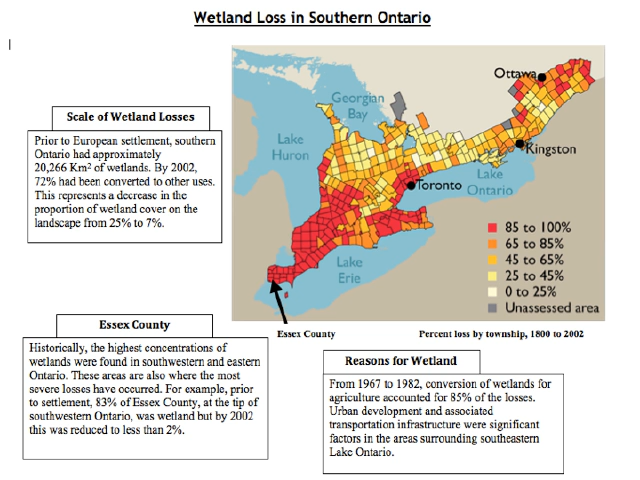 Wetland Loss in Southern Ontario
Scale of Wetland Losses
Prior to European settlement, southern
Ontario had approximately
20,266 Km² of wetlands. By 2002,
72% had been converted to other uses.
This represents a decrease in the
proportion of wetland cover on the
landscape from 25% to 7%.
Ottawa
Georgian
Bay
Lake
Huron
Kingston
Toronto
Lake
Ontario
Lake
Erie
85 to 100%
65 to 85%
45 to 65%
25 to 45%
0 to 25%
Unassessed area
Essex County
Percent loss by township, 1800 to 2002
Essex County
Historically, the highest concentrations of
wetlands were found in southwestern and eastern
Ontario. These areas are also where the most
severe losses have occurred. For example, prior
to settlement, 83% of Essex County, at the tip of
southwestern Ontario, was wetland but by 2002
this was reduced to less than 2%.
Reasons for Wetland
From 1967 to 1982, conversion of wetlands for
agriculture accounted for 85% of the losses.
Urban development and associated
transportation infrastructure were significant
factors in the areas surrounding southeastern
Lake Ontario.